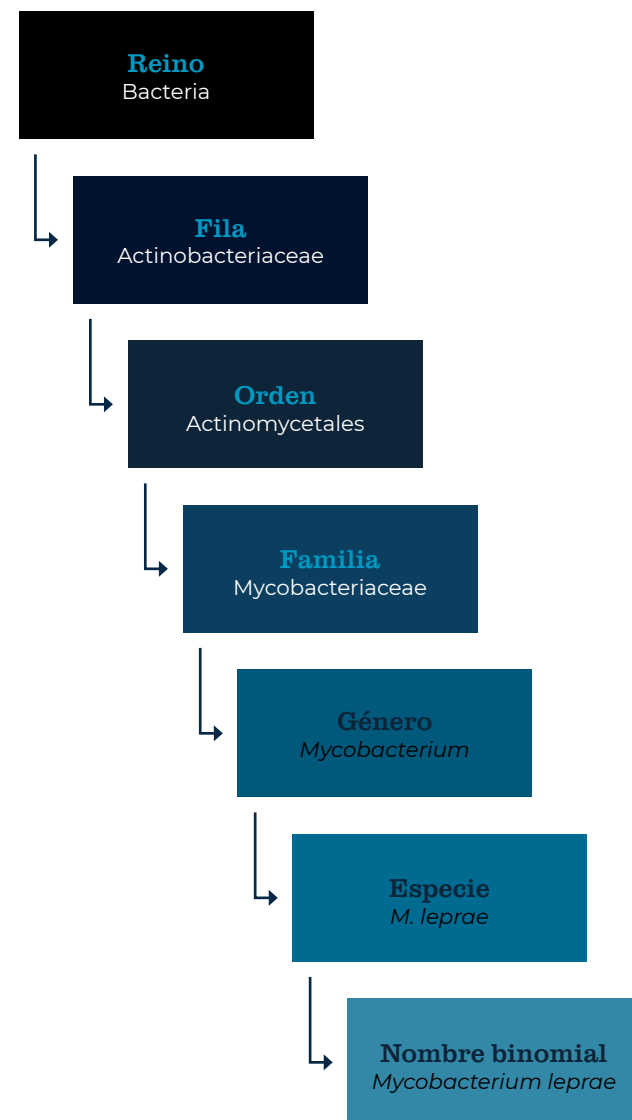 Reino
Bacteria
Fila
Actinobacteriaceae
Orden
Actinomycetales
Familia
Mycobacteriaceae
Género
Mycobacterium
Especie
M. leprae
Nombre binomial
Mycobacterium leprae